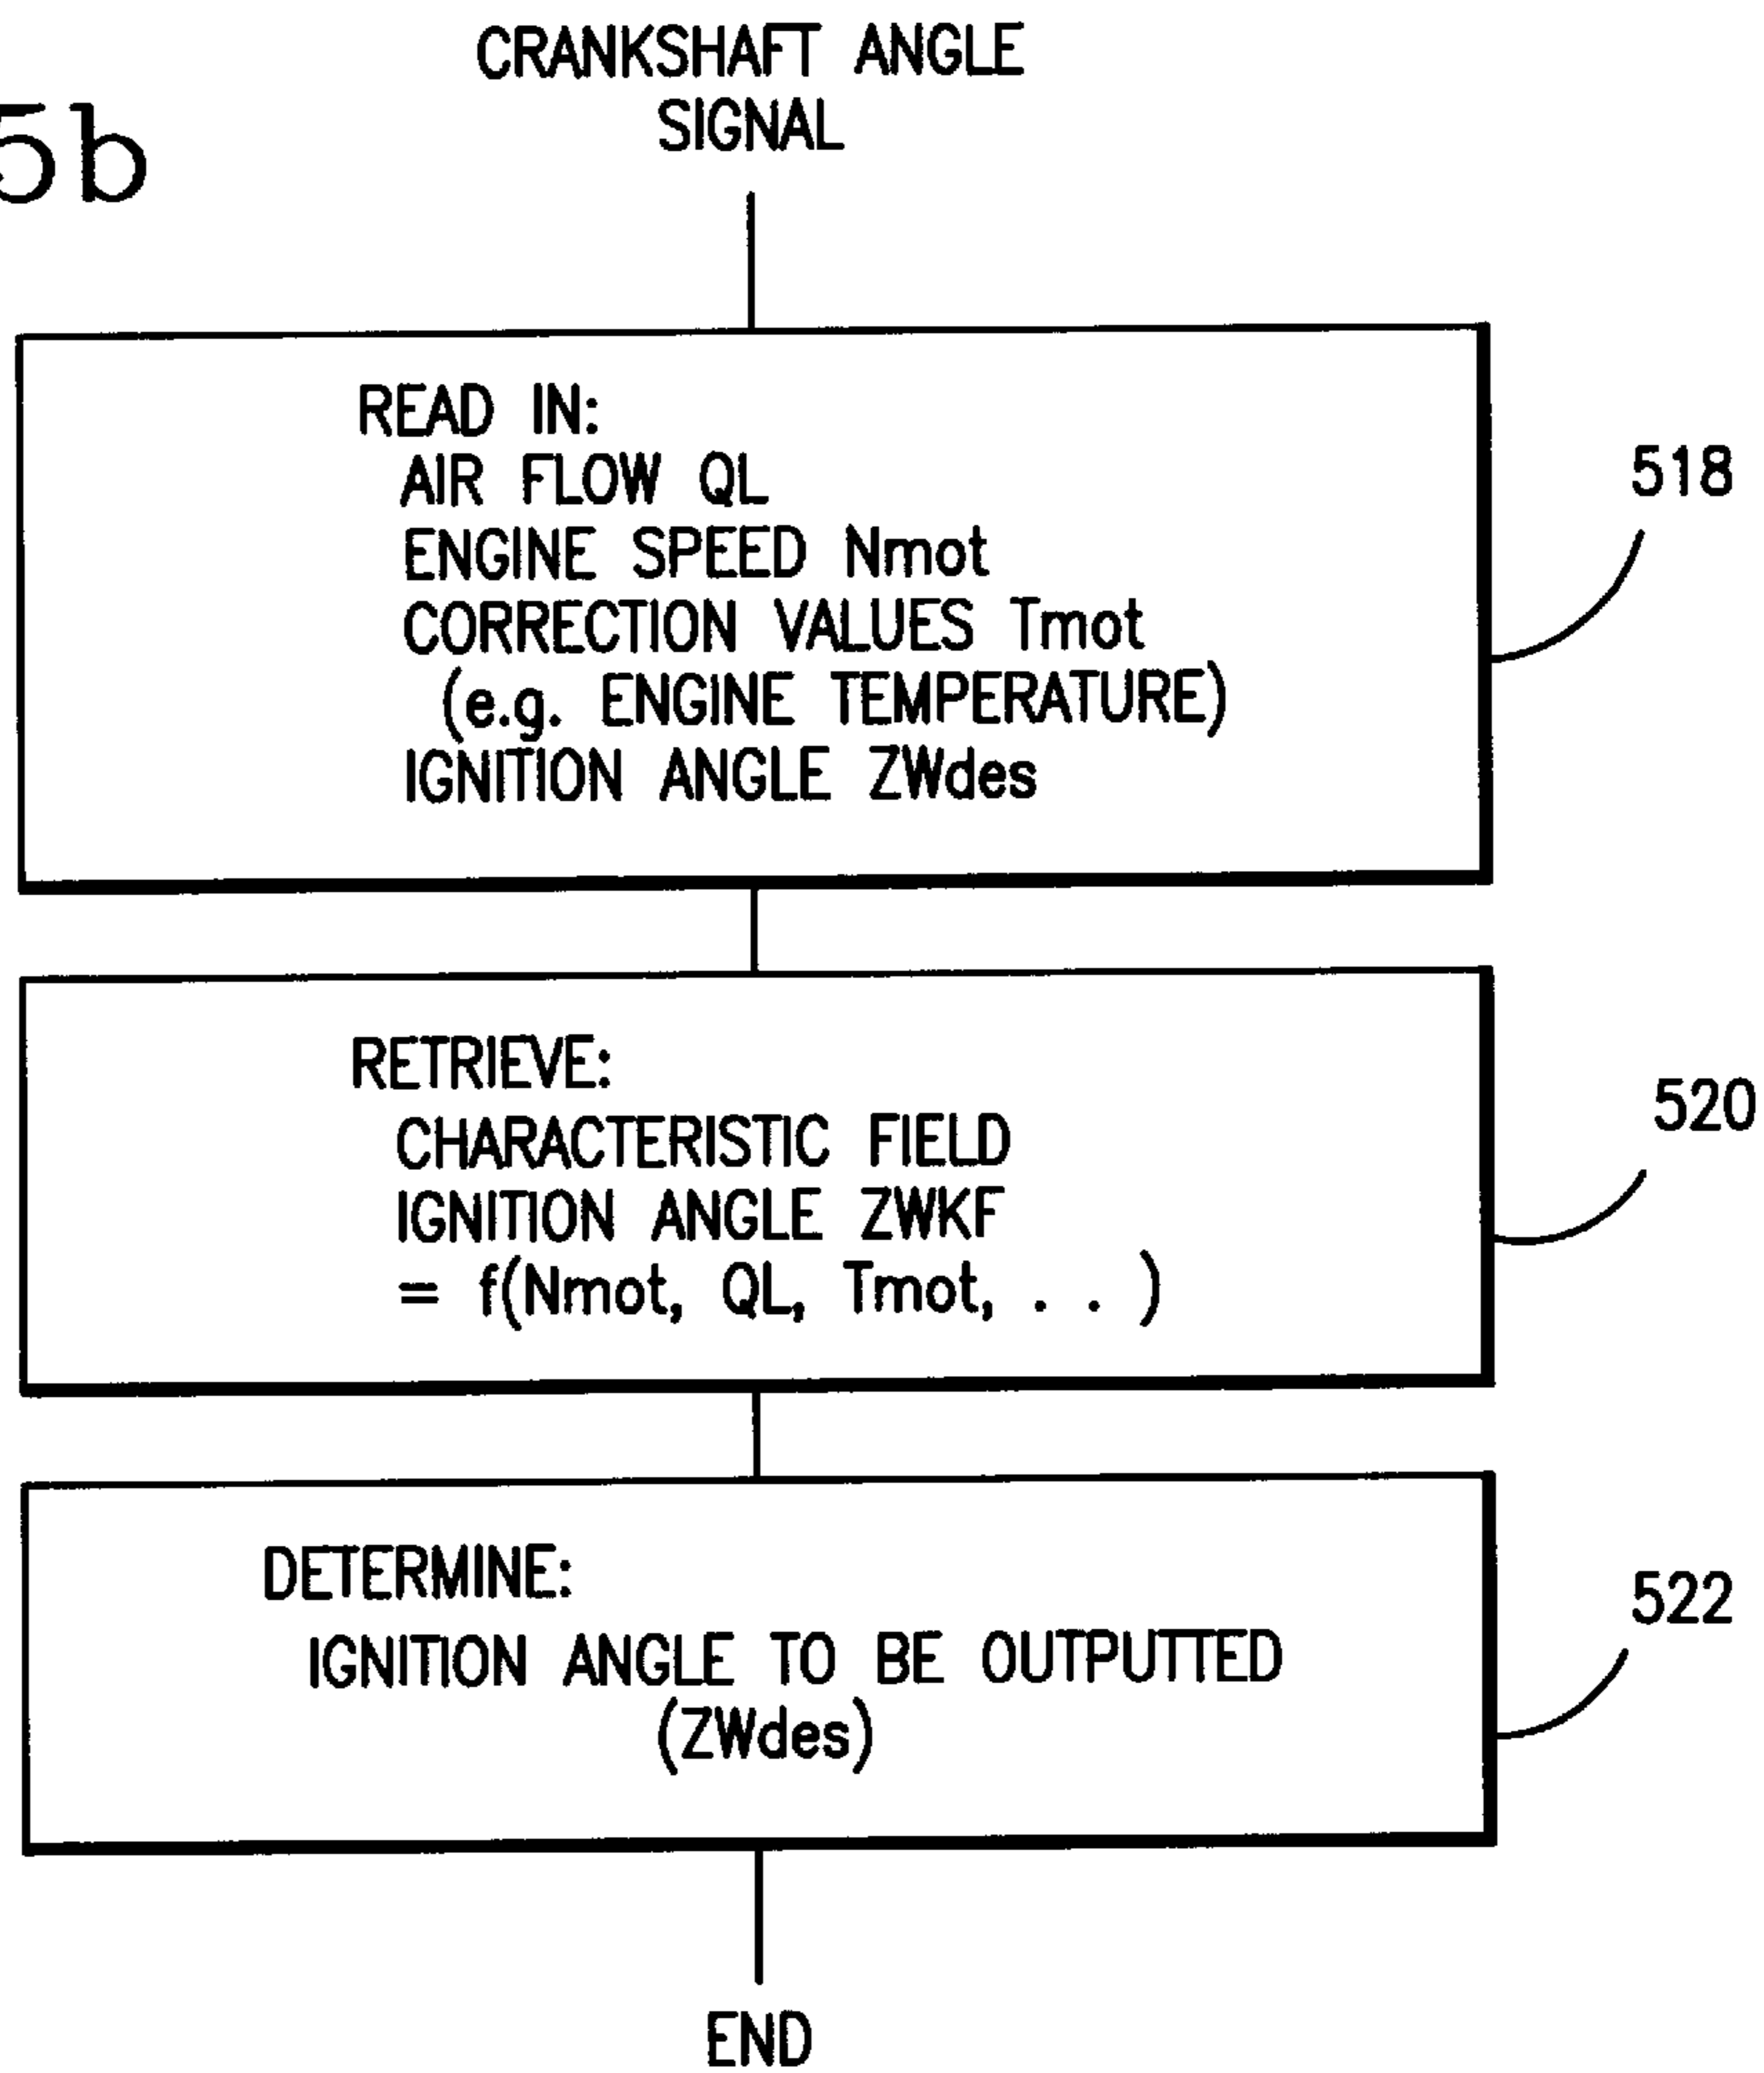 5b
CRANKSHAFT ANGLE
SIGNAL
READ IN:
AIR FLOW QL
ENGINE SPEED Nmot
CORRECTION VALUES Tmot
(e.g. ENGINE TEMPERATURE)
IGNITION ANGLE ZWdes
518
RETRIEVE:
CHARACTERISTIC FIELD
IGNITION ANGLE ZWKF
= f(Nmot, QL, Tmot, . . )
520
DETERMINE:
IGNITION ANGLE TO BE OUTPUTTED
(ZWdes)
522
END